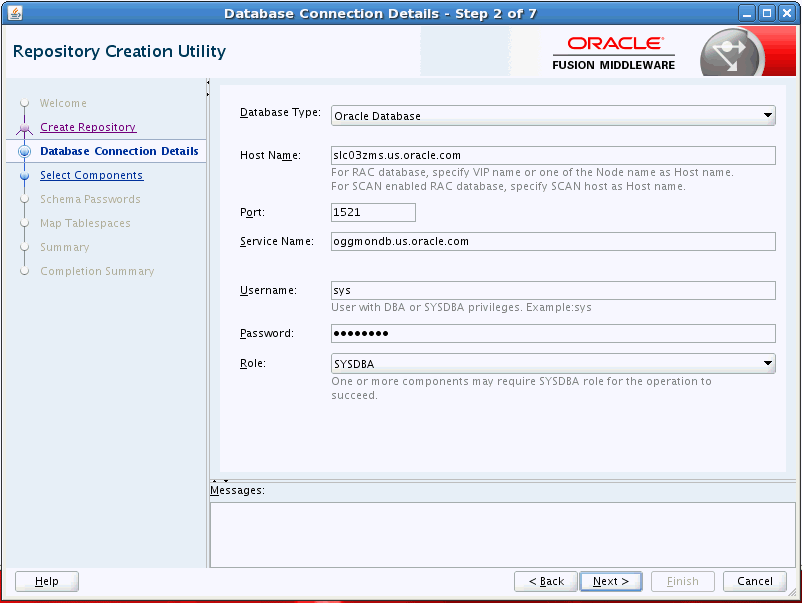 Database Connection Details - Step 2 of 7
Repository Creation Utility
ORACLE
FUSION MIDDLEWARE
Welcome
Create Repository
Database Connection Details
Select Components
Schema Passwords
Map Tablespaces
Summary
Completion Summary
Database Type: Oracle Database
Host Name: slc03zms.us.oracle.com
For RAC database, specify VIP name or one of the Node name as Host name.
For SCAN enabled RAC database, specify SCAN host as Host name.
Port: 1521
Service Name: oggmondb.us.oracle.com
Username: sys
User with DBA or SYSDBA privileges. Example:sys
Password: ●●●●●●●●
Role: SYSDBA
One or more components may require SYSDBA role for the operation to
succeed.
Messages:
Help < Back Next > Finish Cancel